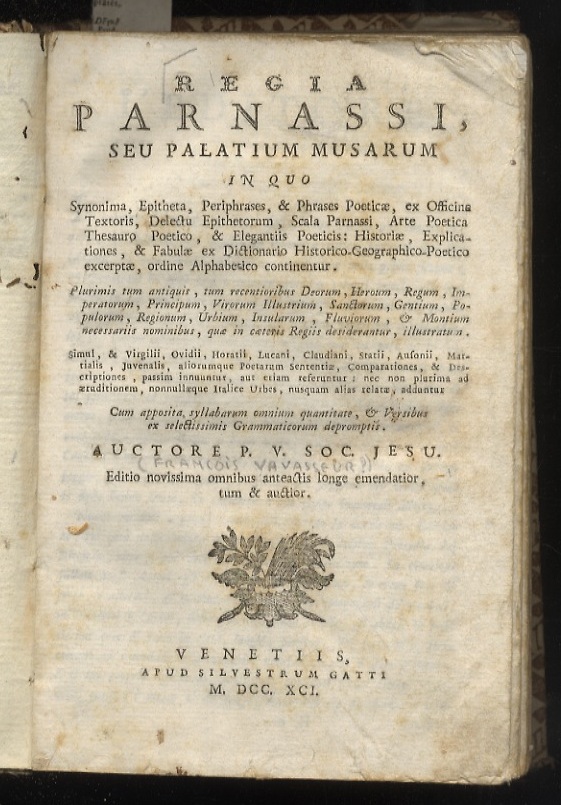 REGIA
PARNASSI,
SEU PALATIUM MUSARUM
IN QUO
Synonima, Epitheta, Periphrases, & Phrases Poeticæ, ex Officina
Textoris, Delectu Epithetorum, Scala Parnassi, Arte Poetica
Thesauro Poetico, & Elegantiis Poeticis: Historiæ, Explica-
tiones, & Fabulæ ex Dictionario Historico-Geographico-Poetico
excerptæ, ordine Alphabetico continentur.
Plurimis tum antiquis, tum recentioribus Deorum, Heroum, Regum, Im-
peratorum, Principum, Virorum Illustrium, Sanctorum, Gentium, Po-
pulorum, Regionum, Urbium, Insularum, Fluviorum, & Montium
necessariis nominibus, quæ in cæteris Regiis desiderantur, illustratum.
Simul, & Virgilii, Ovidii, Horatii, Lucani, Claudiani, Statii, Ausonii, Mar-
tialis, Juvenalis, aliorumque Poetarum Sententiæ, Comparationes, & Des-
criptiones, passim innuuntur, aut etiam referuntur: nec non plurima ad
æruditionem, nonnullæque Italice Urbes, nusquam alias relatæ, adduntur
Cum apposita, syllabarum omnium quantitate, & Versibus
ex selectissimis Grammaticorum depromptis.
AUCTORE P. V. SOC. JESU.
(FRANÇOIS VAVASSEUR?)
Editio novissima omnibus anteactis longe emendatior,
tum & auctior.
VENETIIS,
APUD SILVESTRUM GATTI
M. DCC. XCI.